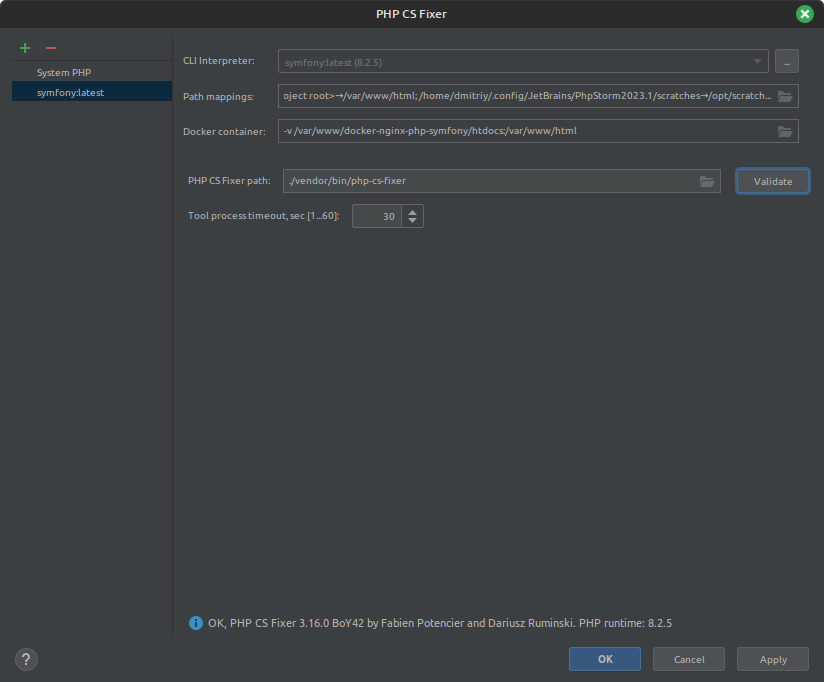 PHP CS Fixer
System PHP
symfony:latest
CLI Interpreter:
symfony:latest (8.2.5)
...
Path mappings:
oject root>→/var/www/html; /home/dmitriy/.config/JetBrains/PhpStorm2023.1/scratches→/opt/scratch...
Docker container:
-v /var/www/docker-nginx-php-symfony/htdocs:/var/www/html
PHP CS Fixer path:
./vendor/bin/php-cs-fixer
Validate
Tool process timeout, sec [1...60]:
30
OK, PHP CS Fixer 3.16.0 BoY42 by Fabien Potencier and Dariusz Ruminski. PHP runtime: 8.2.5
?
OK
Cancel
Apply